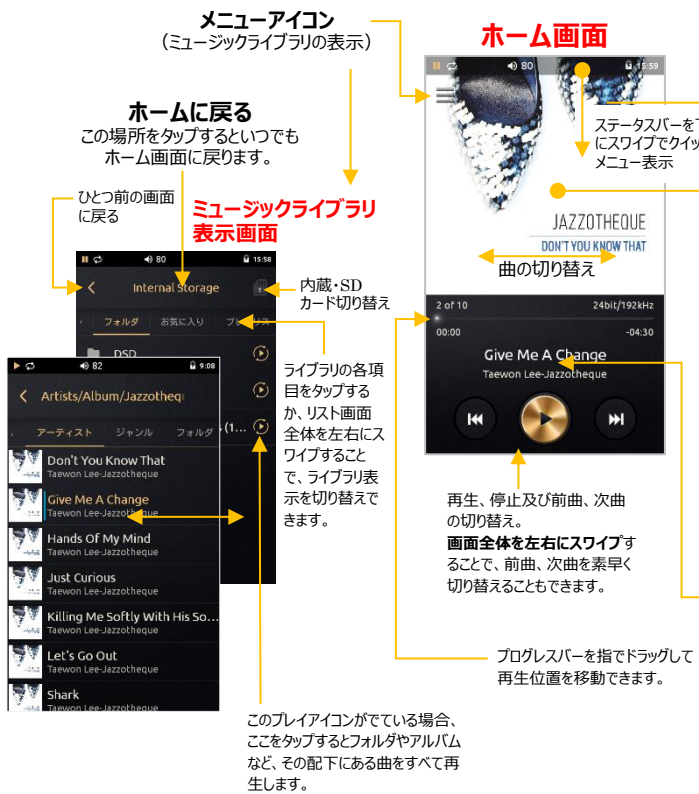 メニューアイコン
（ミュージックライブラリの表示）
ホーム画面
80
15:59
ステータスバーを下
にスワイプでクイッ
メニュー表示
JAZZOTHEQUE
DON'T YOU KNOW THAT
曲の切り替え
2 of 10
24bit/192kHz
00:00
-04:30
Give Me A Change
Taewon Lee-Jazzotheque
再生、停止及び前曲、次曲
の切り替え。
画面全体を左右にスワイプす
ることで、前曲、次曲を素早く
切り替えることもできます。
プログレスバーを指でドラッグして
再生位置を移動できます。
ホームに戻る
この場所をタップするといつでも
ホーム画面に戻ります。
ひとつ前の画面
に戻る
ミュージックライブラリ
表示画面
80
15:58
Internal Storage
1
内蔵・SD
カード切り替え
フォルダ
お気に入り
プレ
リス
DSD
(1...
ライブラリの各項
目をタップする
か、リスト画面
全体を左右にス
ワイプすること
で、ライブラリ表
示を切り替えで
きます。
82
9:08
Artists/Album/Jazzothequ
アーティスト
ジャンル
フォルダ
Don't You Know That
Taewon Lee-Jazzotheque
Give Me A Change
Taewon Lee-Jazzotheque
Hands Of My Mind
Taewon Lee-Jazzotheque
Just Curious
Taewon Lee-Jazzotheque
Killing Me Softly With His So...
Taewon Lee-Jazzotheque
Let's Go Out
Taewon Lee-Jazzotheque
Shark
Taewon Lee-Jazzotheque
このプレイアイコンがでている場合、
ここをタップするとフォルダやアルバム
など、その配下にある曲をすべて再
生します。